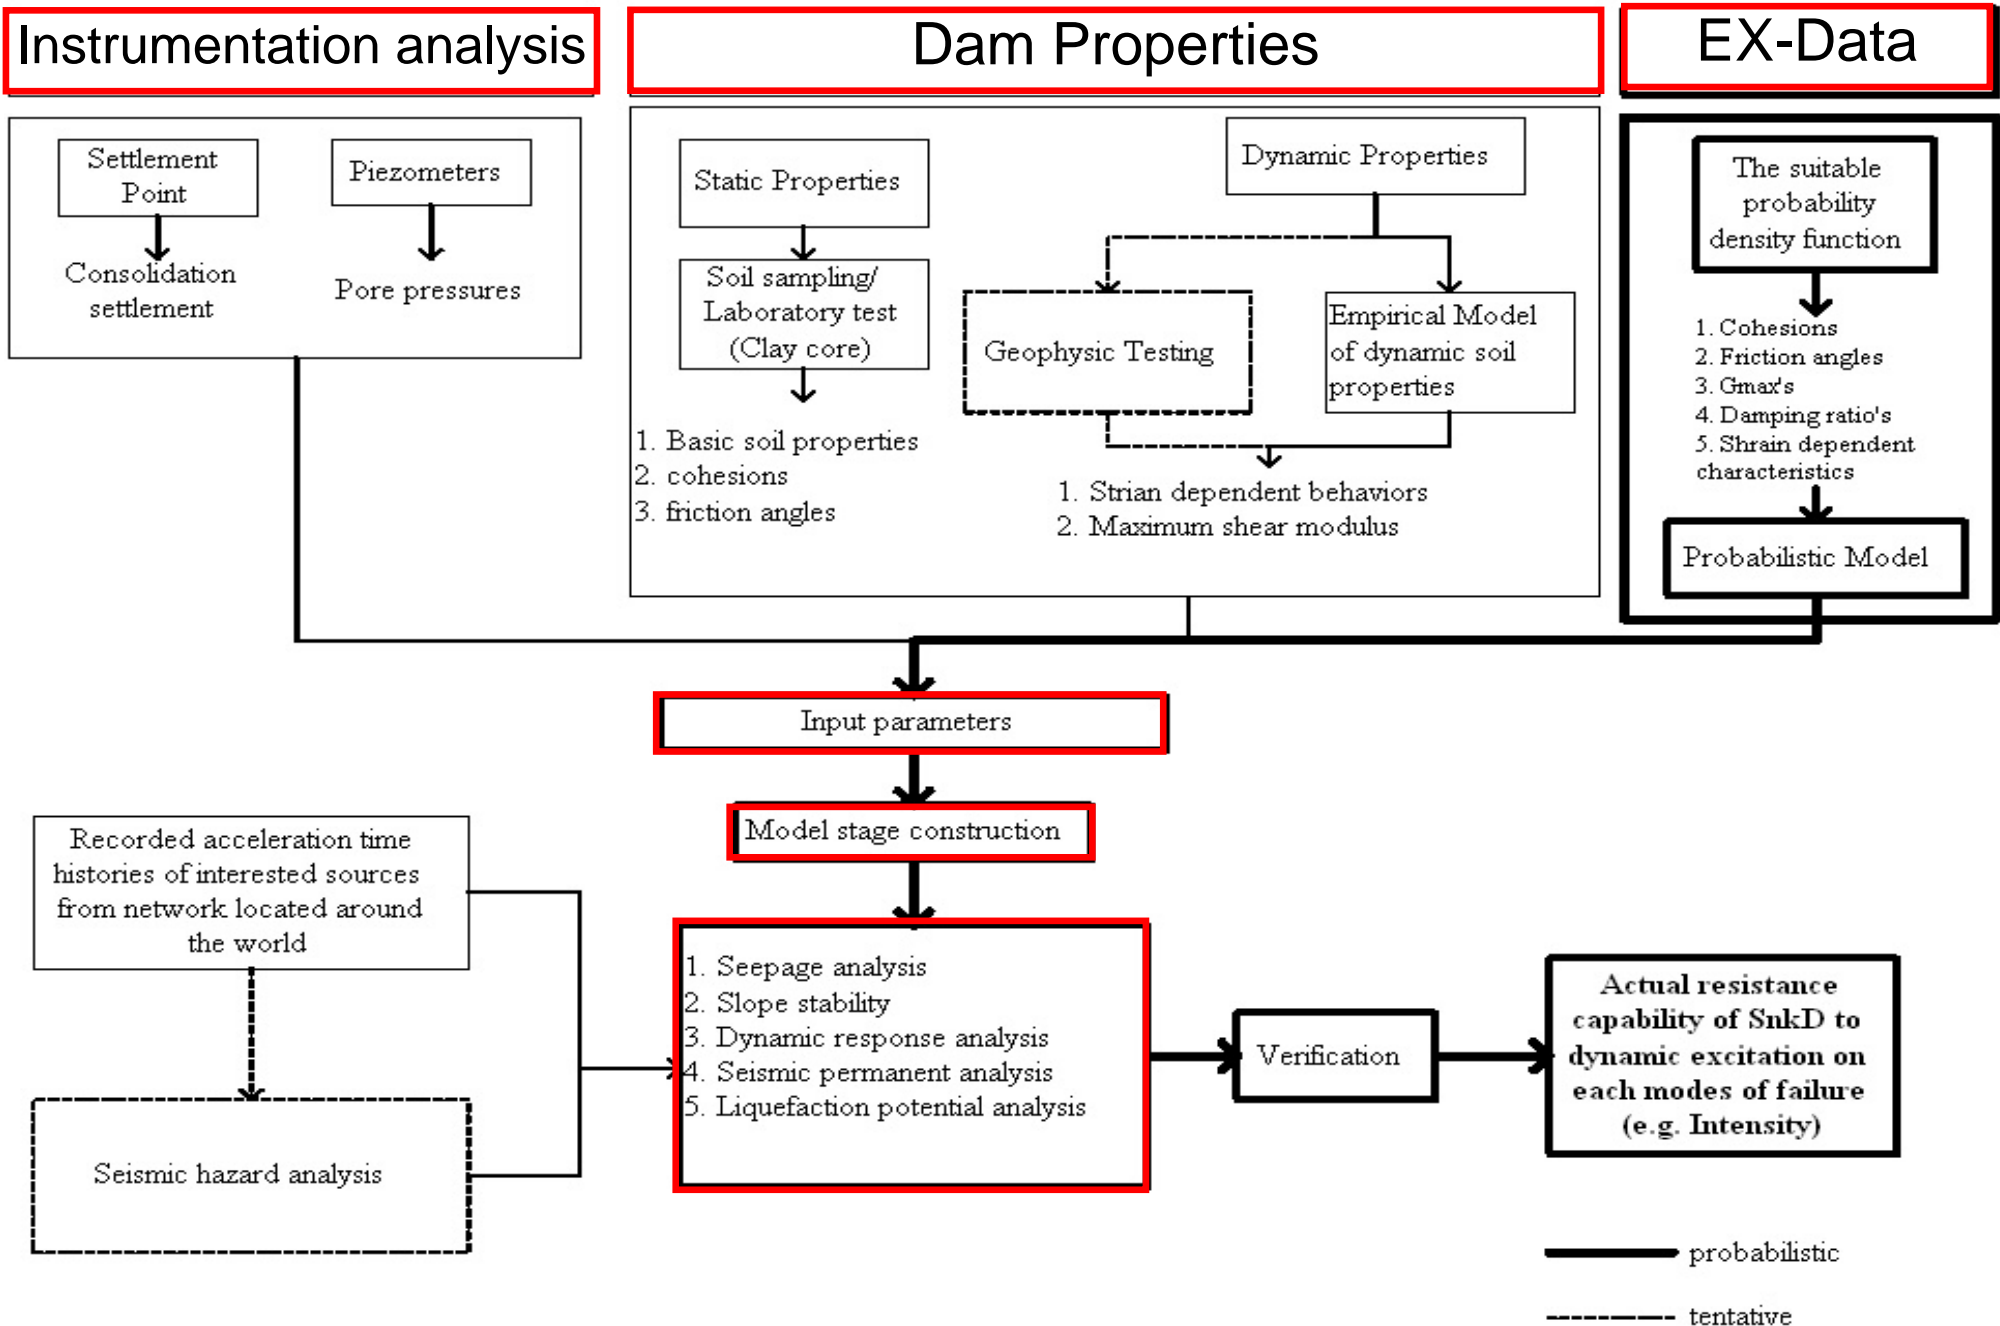 Instrumentation analysis
Dam Properties
EX-Data
Settlement
Point
Consolidation
settlement
Piezometers
Pore pressures
Static Properties
Soil sampling/
Laboratory test
(Clay core)
1. Basic soil properties
2. cohesions
3. friction angles
Dynamic Properties
Geophysic Testing
Empirical Model
of dynamic soil
properties
1. Strian dependent behaviors
2. Maximum shear modulus
The suitable
probability
density function
1. Cohesions
2. Friction angles
3. Gmax's
4. Damping ratio's
5. Shrain dependent
characteristics
Probabilistic Model
Input parameters
Model stage construction
Recorded acceleration time
histories of interested sources
from network located around
the world
Seismic hazard analysis
1. Seepage analysis
2. Slope stability
3. Dynamic response analysis
4. Seismic permanent analysis
5. Liquefaction potential analysis
Verification
Actual resistance
capability of SnkD to
dynamic excitation on
each modes of failure
(e.g. Intensity)
probabilistic
tentative